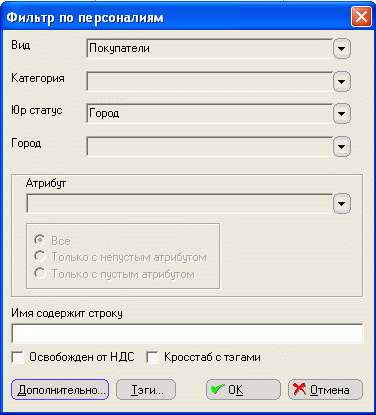 Фильтр по персоналиям
Вид Покупатели
Категория
Юр статус Город
Город
Атрибут
Все
Только с непустым атрибутом
Только с пустым атрибутом
Имя содержит строку
Освобожден от НДС Кросстаб с тэгами
Дополнительно... Тэги... OK Отмена